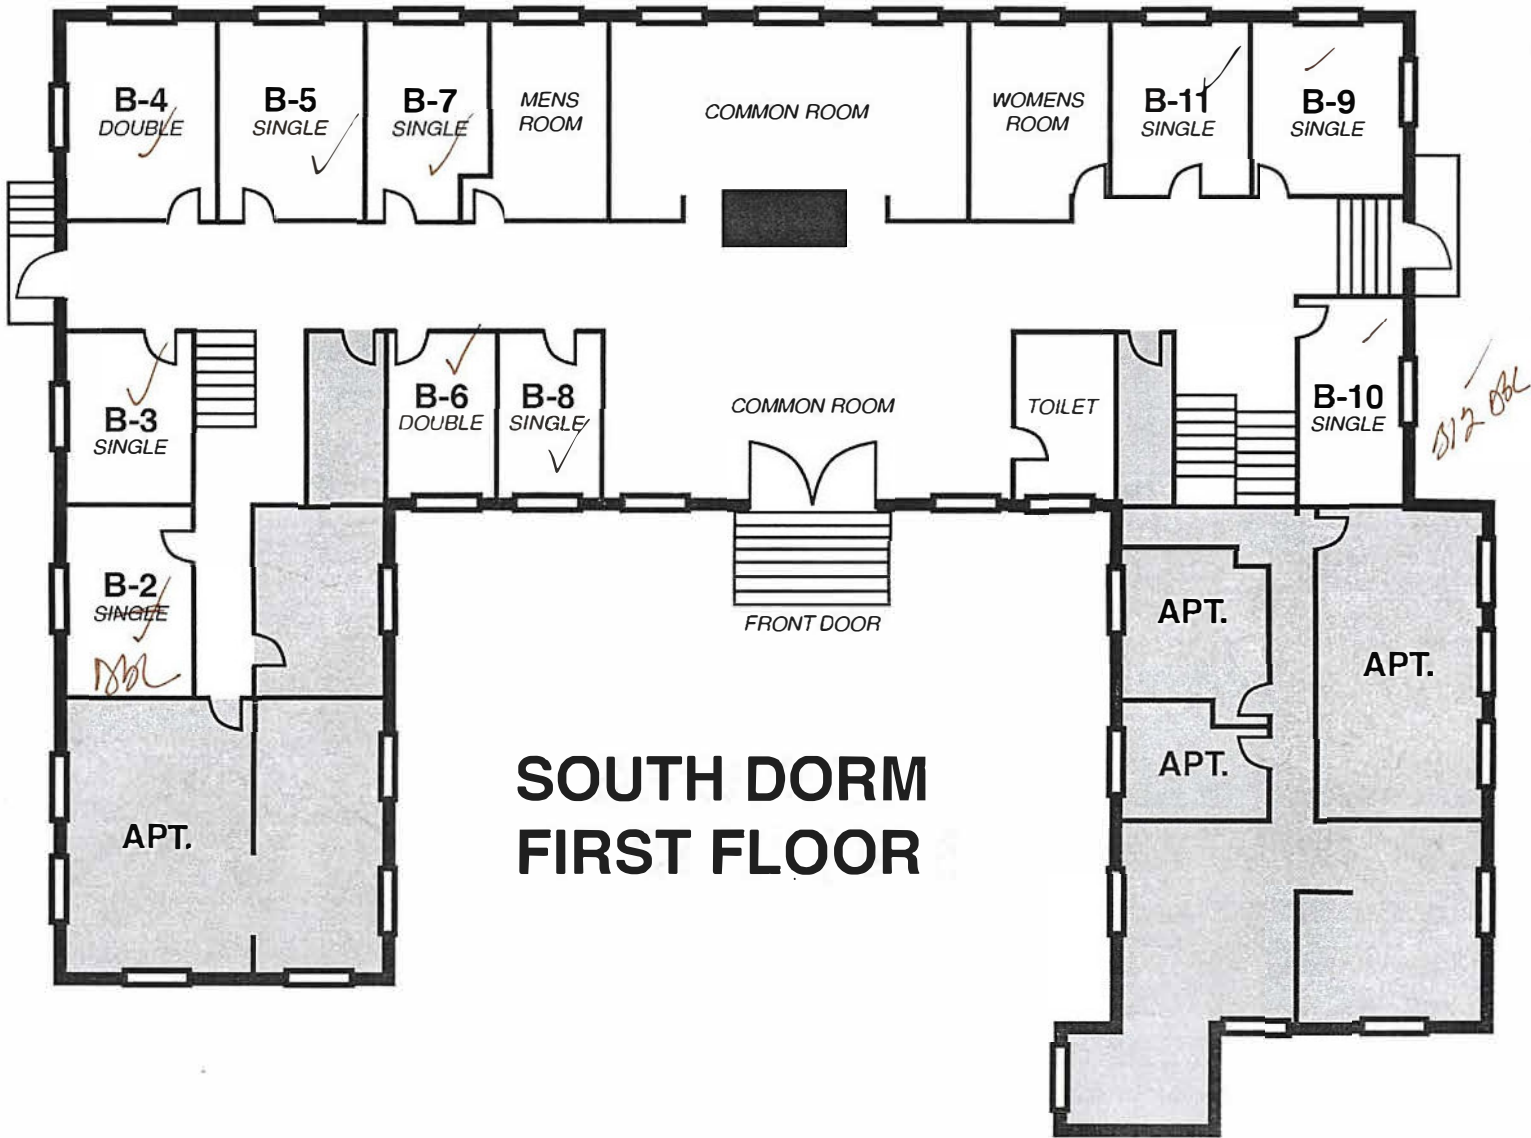 B-4
DOUBLE
B-5
SINGLE
B-7
SINGLE
MENS
ROOM
COMMON ROOM
WOMENS
ROOM
B-11
SINGLE
B-9
SINGLE
B-3
SINGLE
B-6
DOUBLE
B-8
SINGLE
COMMON ROOM
TOILET
B-10
SINGLE
B12 DBL
B-2
SINGLE
DBL
FRONT DOOR
APT.
APT.
APT.
APT.
SOUTH DORM
FIRST FLOOR